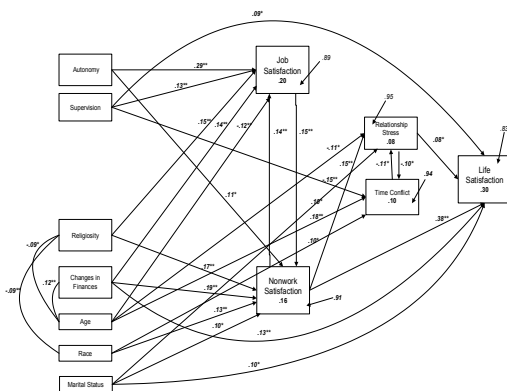 .09*
Job
Satisfaction
.20
.89
Autonomy
.29**
Supervision
.13**
.95
Relationship
Stress
.08
.15**
.14**
-.12**
.14**
.15**
-.11*
.15**
-.11*
-.10*
.08*
.83
Life
Satisfaction
.30
-.15**
.94
Time Conflict
.10
.11*
.18**
.10*
.38**
Religiosity
-.09*
.17**
Nonwork
Satisfaction
.16
Changes in
Finances
.12**
.19**
.91
-.09**
Age
.13**
.10*
.13**
Race
.10*
Marital Status